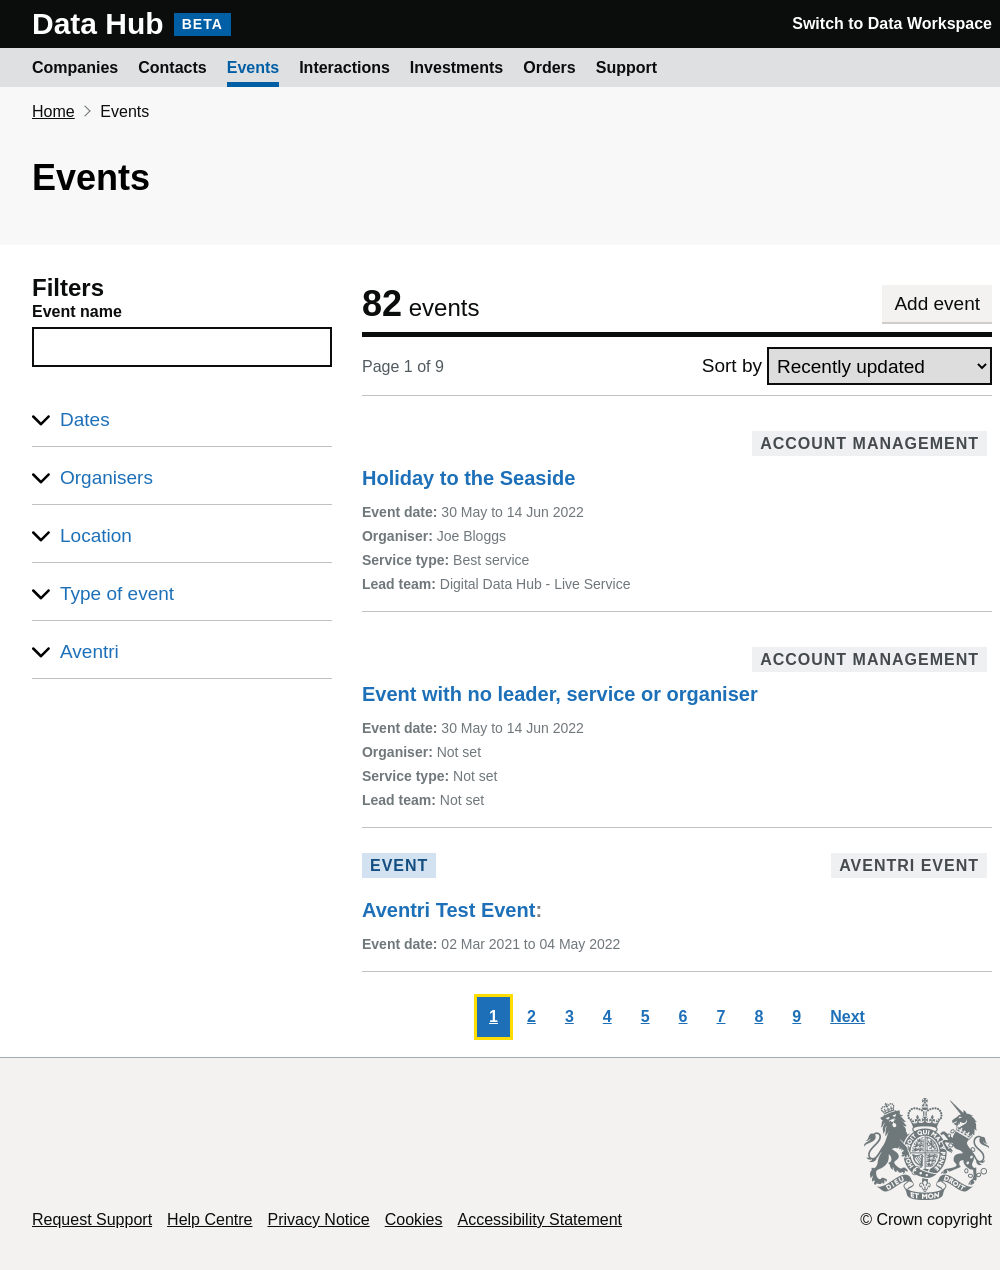 Data Hub BETA Switch to Data Workspace
Companies Contacts Events Interactions Investments Orders Support
Home Events
Events
Filters
Event name
Dates
Organisers
Location
Type of event
Aventri
82 events Add event
Page 1 of 9 Sort by Recently updated
ACCOUNT MANAGEMENT
Holiday to the Seaside
Event date: 30 May to 14 Jun 2022
Organiser: Joe Bloggs
Service type: Best service
Lead team: Digital Data Hub - Live Service
ACCOUNT MANAGEMENT
Event with no leader, service or organiser
Event date: 30 May to 14 Jun 2022
Organiser: Not set
Service type: Not set
Lead team: Not set
EVENT AVENTRI EVENT
Aventri Test Event:
Event date: 02 Mar 2021 to 04 May 2022
1 2 3 4 5 6 7 8 9 Next
DIEU ET MON DROIT
Request Support Help Centre Privacy Notice Cookies Accessibility Statement © Crown copyright